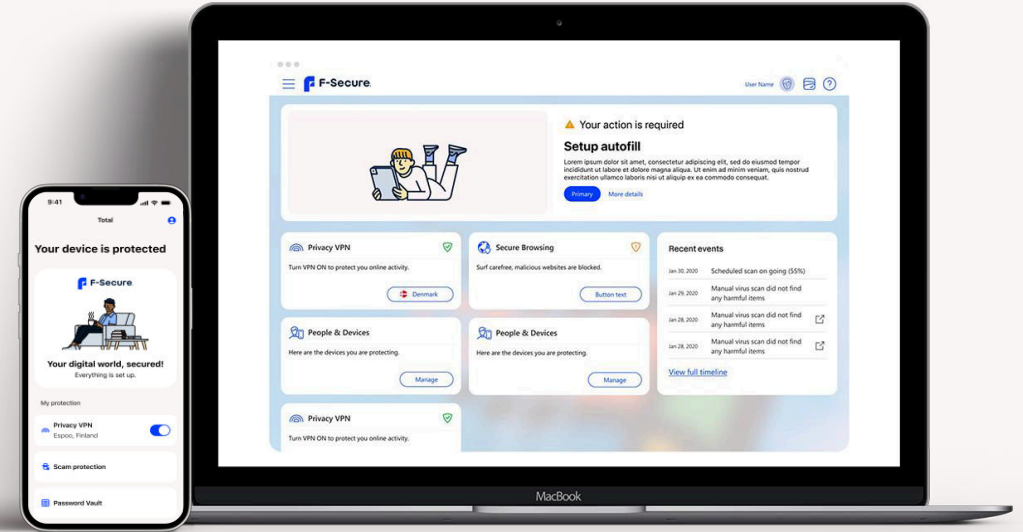 9:41
Total
Your device is protected
F-Secure
Your digital world, secured!
Everything is set up.
My protection
Privacy VPN
Espoo, Finland
Scam protection
Password Vault
F-Secure.
User Name
Your action is required
Setup autofill
Lorem ipsum dolor sit amet, consectetur adipiscing elit, sed do eiusmod tempor
incididunt ut labore et dolore magna aliqua. Ut enim ad minim veniam, quis nostrud
exercitation ullamco laboris nisi ut aliquip ex ea commodo consequat.
Primary
More details
Privacy VPN
Turn VPN ON to protect you online activity.
Denmark
Secure Browsing
Surf carefree, malicious websites are blocked.
Button text
Recent events
Jan 30, 2020 Scheduled scan on going (55%)
Jan 29, 2020 Manual virus scan did not find
any harmful items
Jan 28, 2020 Manual virus scan did not find
any harmful items
Jan 28, 2020 Manual virus scan did not find
any harmful items
View full timeline
People & Devices
Here are the devices you are protecting.
Manage
People & Devices
Here are the devices you are protecting.
Manage
Privacy VPN
Turn VPN ON to protect you online activity.
MacBook